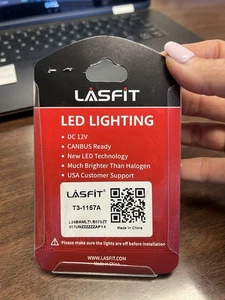 LASFIT
LED LIGHTING
• DC 12V
• CANBUS Ready
• New LED Technology
• Much Brighter Than Halogen
• USA Customer Support
LASFIT
T3-1157A
Made In China
Please make sure the lights are off before installation
WWW.LASFIT.COM
Made In China